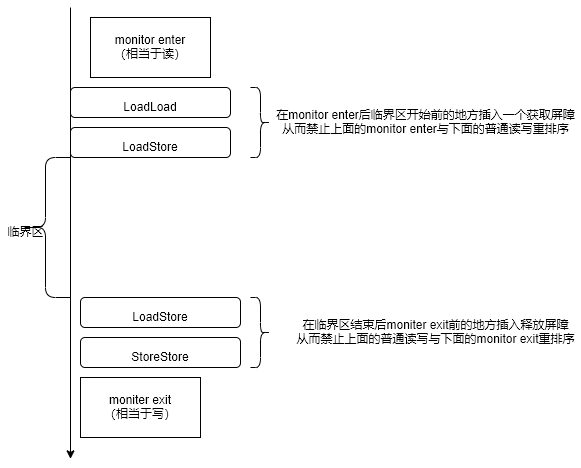 monitor enter
（相当于读）
LoadLoad
LoadStore
在monitor enter后临界区开始前的地方插入一个获取屏障
从而禁止上面的monitor enter与下面的普通读写重排序
临界区
LoadStore
StoreStore
在临界区结束后moniter exit前的地方插入释放屏障
从而禁止上面的普通读写与下面的monitor exit重排序
moniter exit
（相当于写）